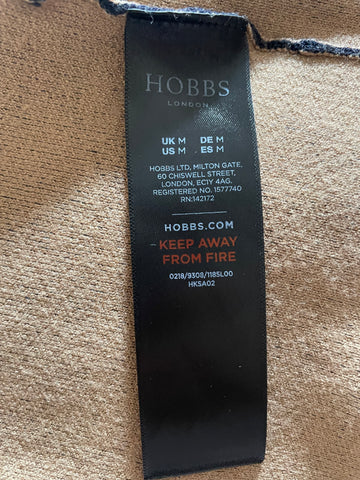 HOBBS
LONDON
UK M DE M
US M ES M
HOBBS LTD, MILTON GATE,
60 CHISWELL STREET,
LONDON, EC1Y 4AG.
REGISTERED NO. 1577740
RN:142172
HOBBS.COM
KEEP AWAY
FROM FIRE
0218/9308/1185L00
HKSA02